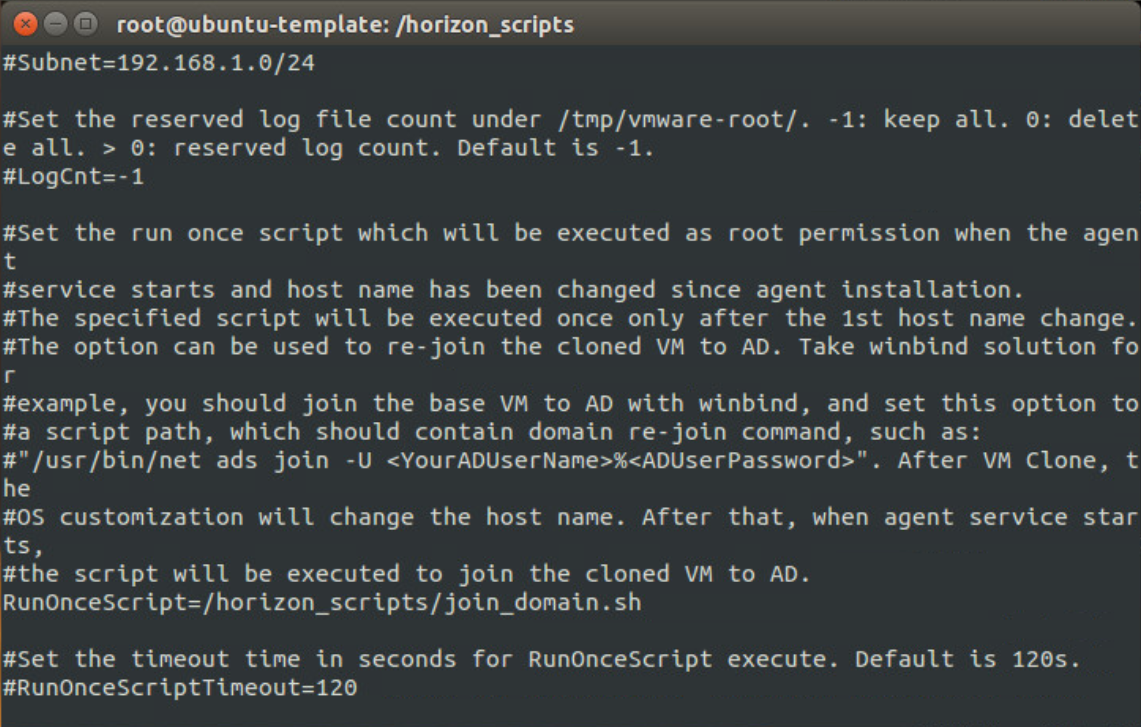 root@ubuntu-template: /horizon_scripts
#Subnet=192.168.1.0/24
#Set the reserved log file count under /tmp/vmware-root/. -1: keep all. 0: delet
e all. > 0: reserved log count. Default is -1.
#LogCnt=-1
#Set the run once script which will be executed as root permission when the agen
t
#service starts and host name has been changed since agent installation.
#The specified script will be executed once only after the 1st host name change.
#The option can be used to re-join the cloned VM to AD. Take winbind solution fo
r
#example, you should join the base VM to AD with winbind, and set this option to
#a script path, which should contain domain re-join command, such as:
#"/usr/bin/net ads join -U <YourADUserName>%<ADUserPassword>". After VM Clone, t
he
#OS customization will change the host name. After that, when agent service star
ts,
#the script will be executed to join the cloned VM to AD.
RunOnceScript=/horizon_scripts/join_domain.sh
#Set the timeout time in seconds for RunOnceScript execute. Default is 120s.
#RunOnceScriptTimeout=120